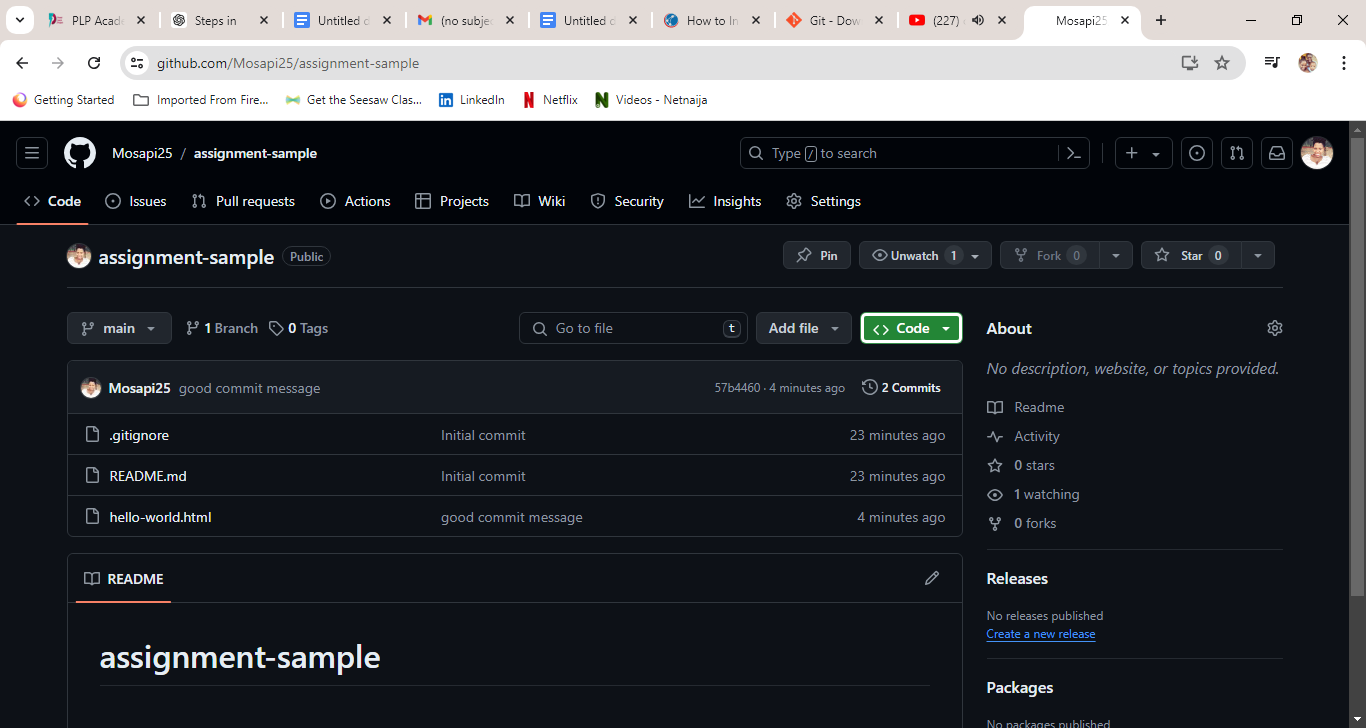 PLP Acade
Steps in
Untitled d
(no subje
Untitled d
How to In
Git - Dow
(227)
Mosapi25
github.com/Mosapi25/assignment-sample
Getting Started
Imported From Fire...
Get the Seesaw Clas...
LinkedIn
Netflix
Videos - Netnaija
Mosapi25 / assignment-sample
Type / to search
Code
Issues
Pull requests
Actions
Projects
Wiki
Security
Insights
Settings
assignment-sample
Public
Pin
Unwatch 1
Fork 0
Star 0
main
1 Branch
0 Tags
Go to file
t
Add file
Code
Mosapi25 good commit message
57b4460 · 4 minutes ago
2 Commits
.gitignore
Initial commit
23 minutes ago
README.md
Initial commit
23 minutes ago
hello-world.html
good commit message
4 minutes ago
README
assignment-sample
About
No description, website, or topics provided.
Readme
Activity
0 stars
1 watching
0 forks
Releases
No releases published
Create a new release
Packages
No packages published